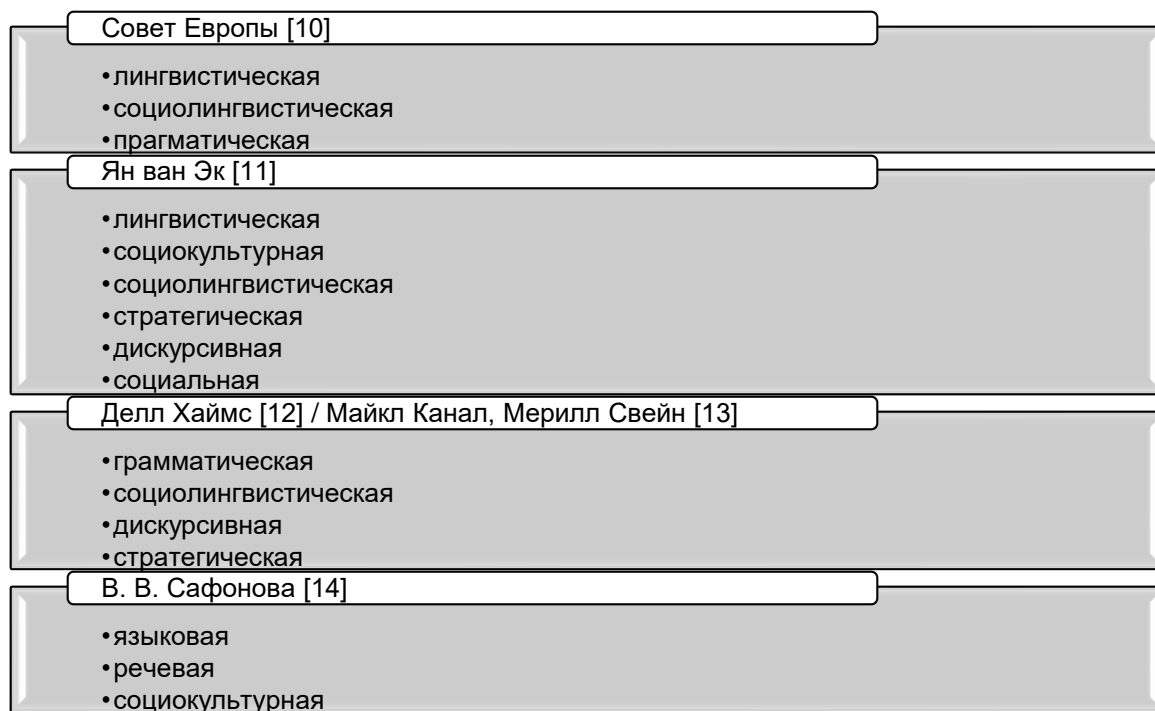 Совет Европы [10]
•лингвистическая
•социолингвистическая
•прагматическая
Ян ван Эк [11]
•лингвистическая
•социокультурная
•социолингвистическая
•стратегическая
•дискурсивная
•социальная
Делл Хаймс [12] / Майкл Канал, Мерилл Свейн [13]
•грамматическая
•социолингвистическая
•дискурсивная
•стратегическая
В. В. Сафонова [14]
•языковая
•речевая
•социокультурная